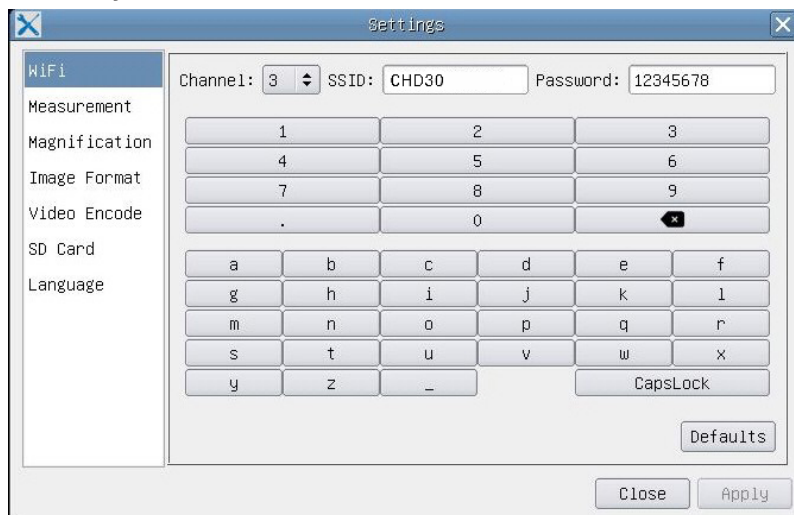 Settings
WiFi
Measurement
Magnification
Image Format
Video Encode
SD Card
Language
Channel: 3 SSID: CHD30 Password: 12345678
1 2 3
4 5 6
7 8 9
. 0
a b c d e f
g h i j k l
m n o p q r
s t u v w x
y z _ CapsLock
Defaults
Close Apply